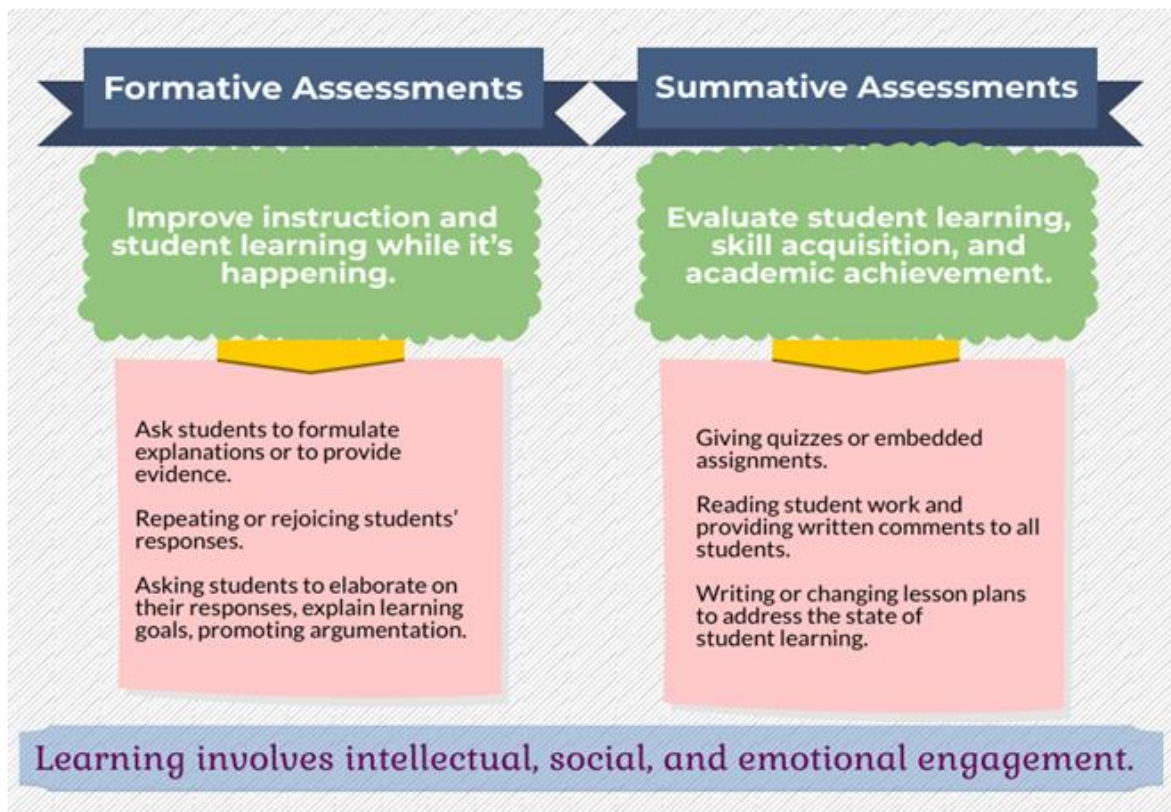 Formative Assessments
Improve instruction and
student learning while it's
happening.
Ask students to formulate
explanations or to provide
evidence.
Repeating or rejoicing students'
responses.
Asking students to elaborate on
their responses, explain learning
goals, promoting argumentation.
Summative Assessments
Evaluate student learning,
skill acquisition, and
academic achievement.
Giving quizzes or embedded
assignments.
Reading student work and
providing written comments to all
students.
Writing or changing lesson plans
to address the state of
student learning.
Learning involves intellectual, social, and emotional engagement.